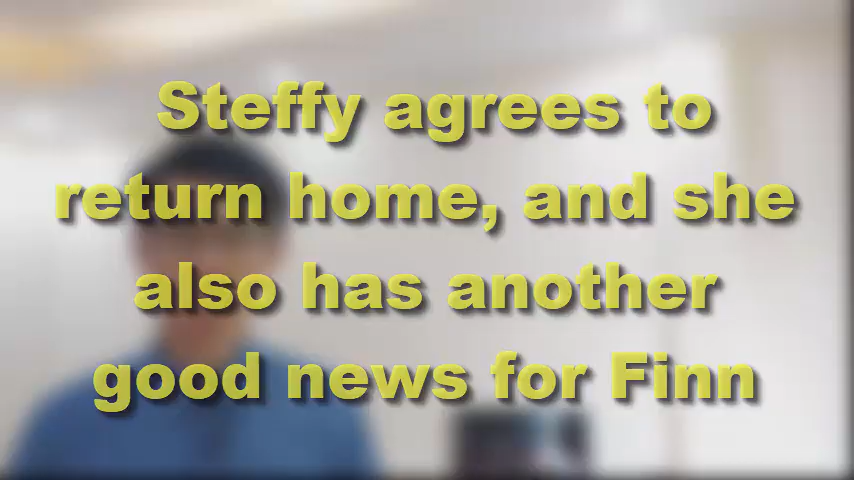 Steffy agrees to
return home, and she
also has another
good news for Finn